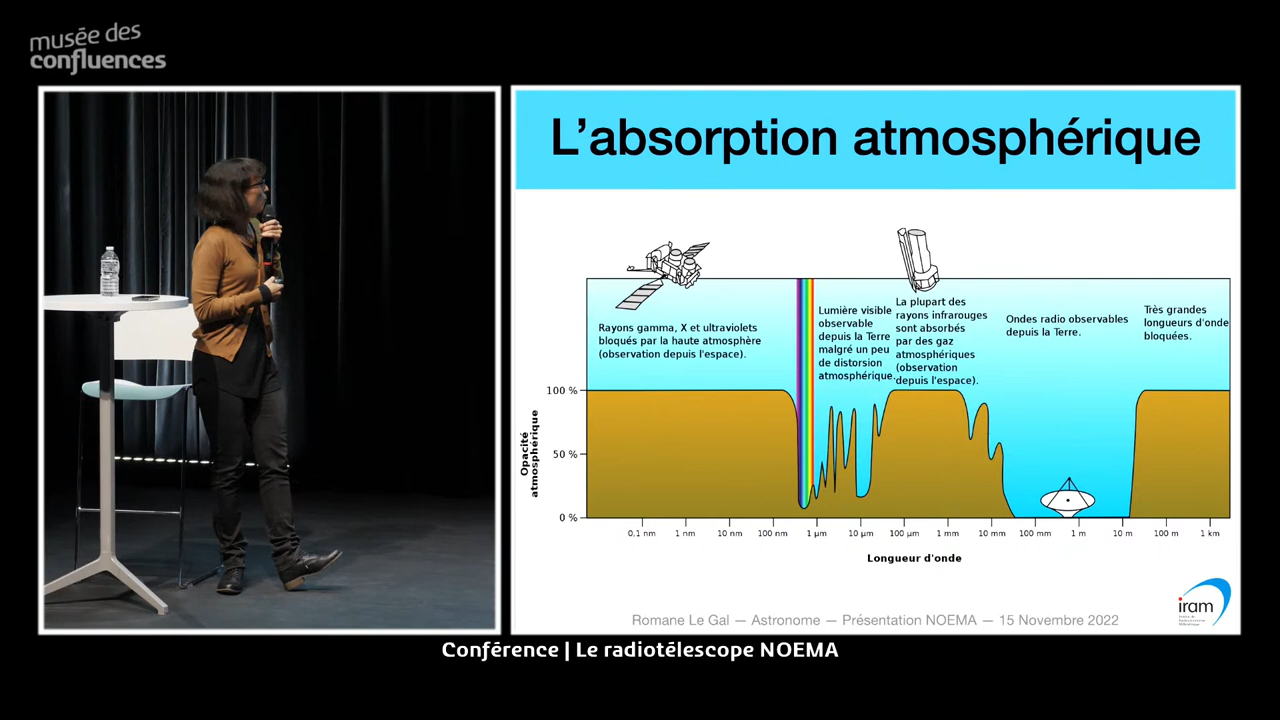 musée des
confluences
L'absorption atmosphérique
Rayons gamma, X et ultraviolets
bloqués par la haute atmosphère
(observation depuis l'espace).
Lumière visible
observable
depuis la Terre
malgré un peu
de distorsion
atmosphérique.
La plupart des
rayons infrarouges
sont absorbés
par des gaz
atmosphériques
(observation
depuis l'espace).
Ondes radio observables
depuis la Terre.
Très grandes
longueurs d'onde
bloquées.
Opacité
atmosphérique
100 %
50 %
0 %
0,1 nm 1 nm 10 nm 100 nm 1 µm 10 µm 100 µm 1 mm 10 mm 100 mm 1 m 10 m 100 m 1 km
Longueur d'onde
iram
Romane Le Gal — Astronome — Présentation NOEMA — 15 Novembre 2022
Conférence | Le radiotélescope NOEMA